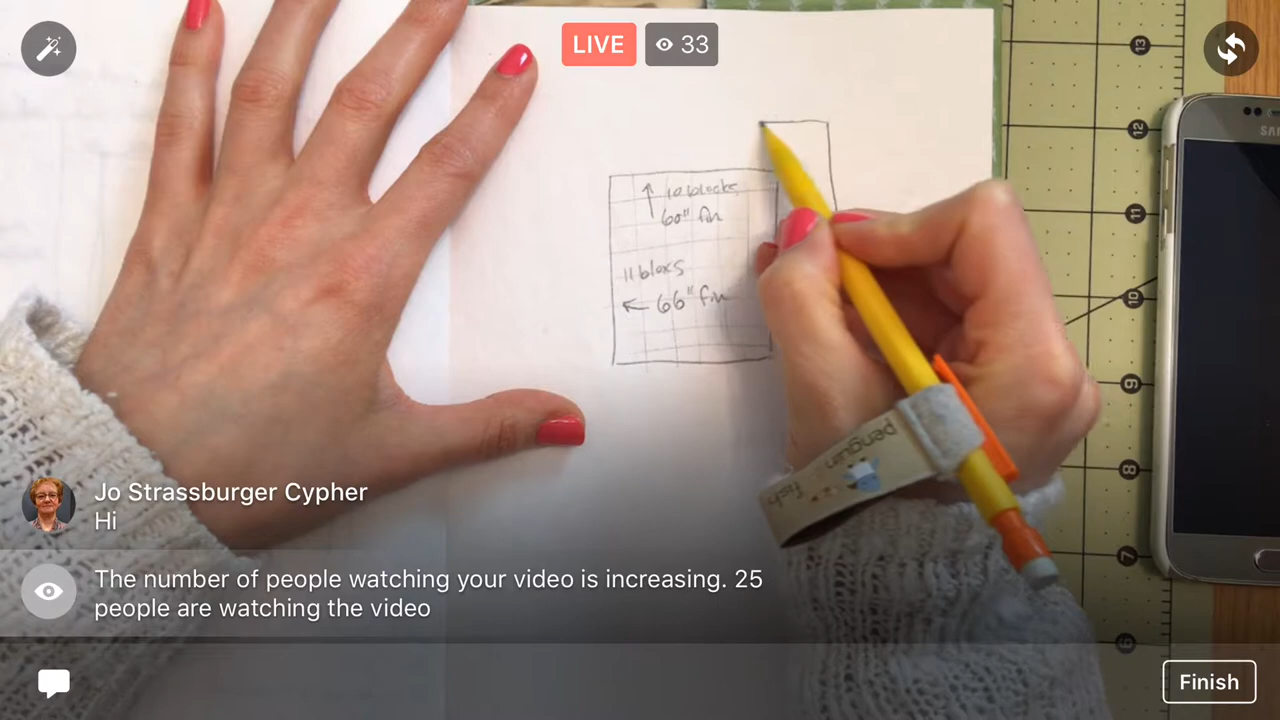 LIVE
33
13
12
SA
10 blocks
60" fin
11
11 blocks
66" fin
10
9
penguin
fish
8
Jo Strassburger Cypher
Hi
7
The number of people watching your video is increasing. 25
people are watching the video
6
Finish